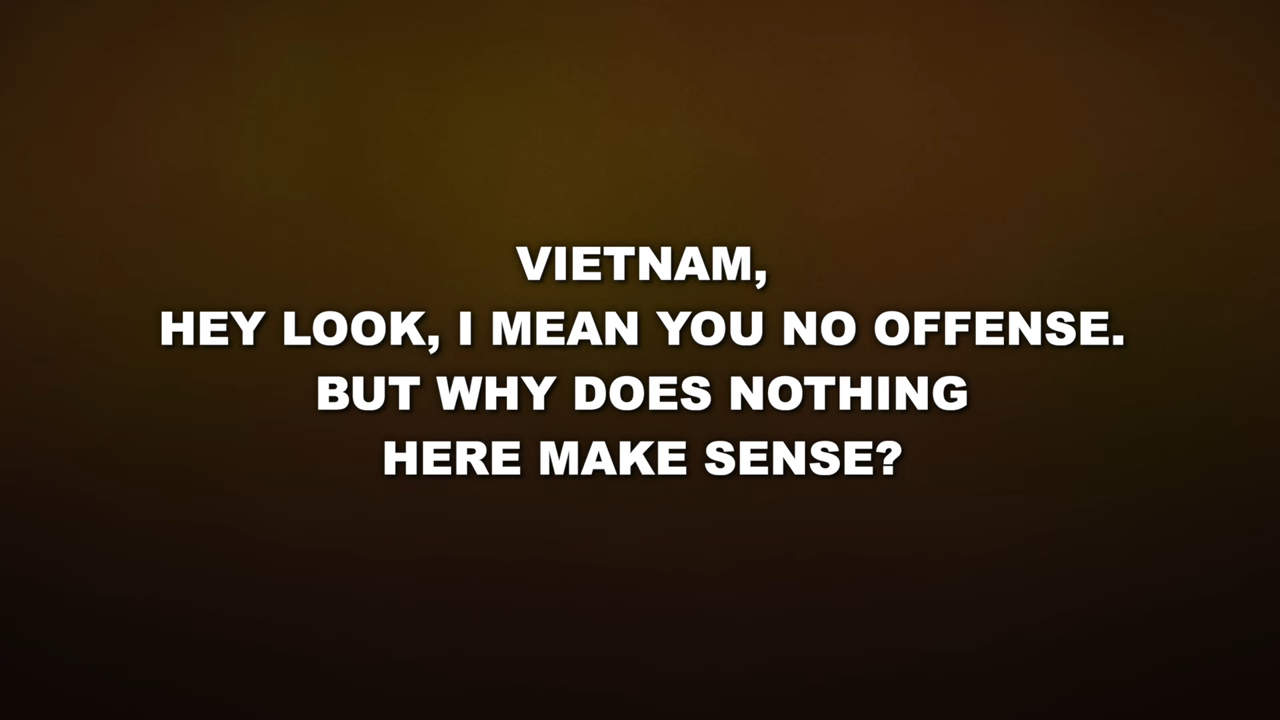 VIETNAM,
HEY LOOK, I MEAN YOU NO OFFENSE.
BUT WHY DOES NOTHING
HERE MAKE SENSE?